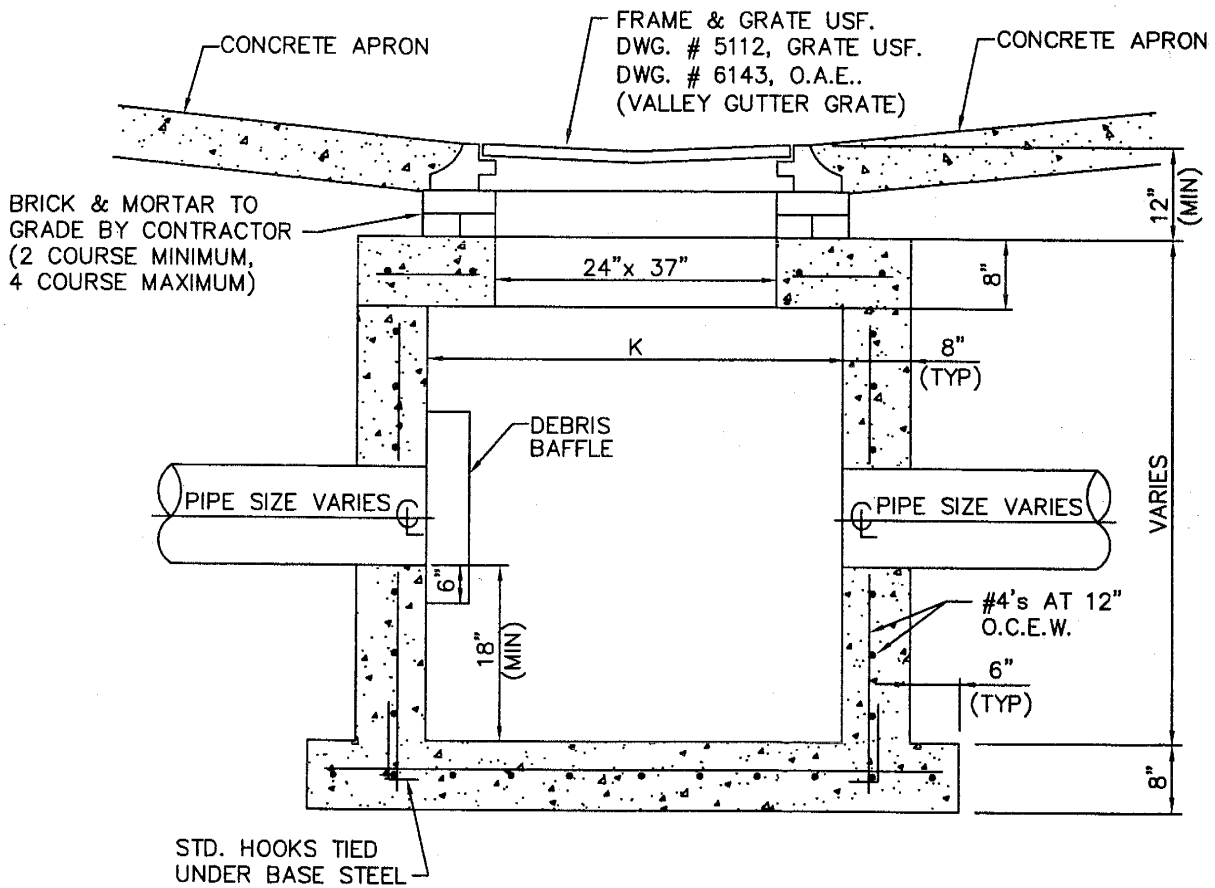 FRAME & GRATE USF.
DWG. # 5112, GRATE USF.
DWG. # 6143, O.A.E..
(VALLEY GUTTER GRATE)
CONCRETE APRON
CONCRETE APRON
BRICK & MORTAR TO
GRADE BY CONTRACTOR
(2 COURSE MINIMUM,
4 COURSE MAXIMUM)
12"
(MIN)
24"x 37"
8"
K
8"
(TYP)
DEBRIS
BAFFLE
PIPE SIZE VARIES
CL
PIPE SIZE VARIES
CL
VARIES
6"
18"
(MIN)
#4's AT 12"
O.C.E.W.
6"
(TYP)
8"
STD. HOOKS TIED
UNDER BASE STEEL